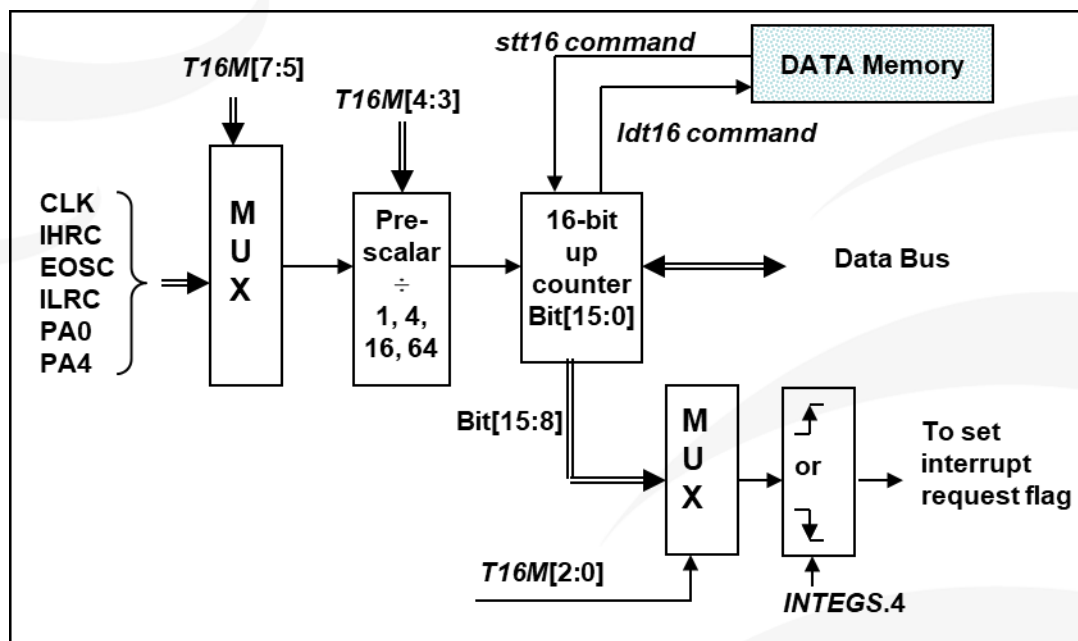 stt16 command
DATA Memory
T16M[7:5]
T16M[4:3]
ldt16 command
CLK
IHRC
EOSC
ILRC
PA0
PA4
M
U
X
Pre-
scalar
÷
1, 4,
16, 64
16-bit
up
counter
Bit[15:0]
Data Bus
Bit[15:8]
M
U
X
or
To set
interrupt
request flag
T16M[2:0]
INTEGS.4